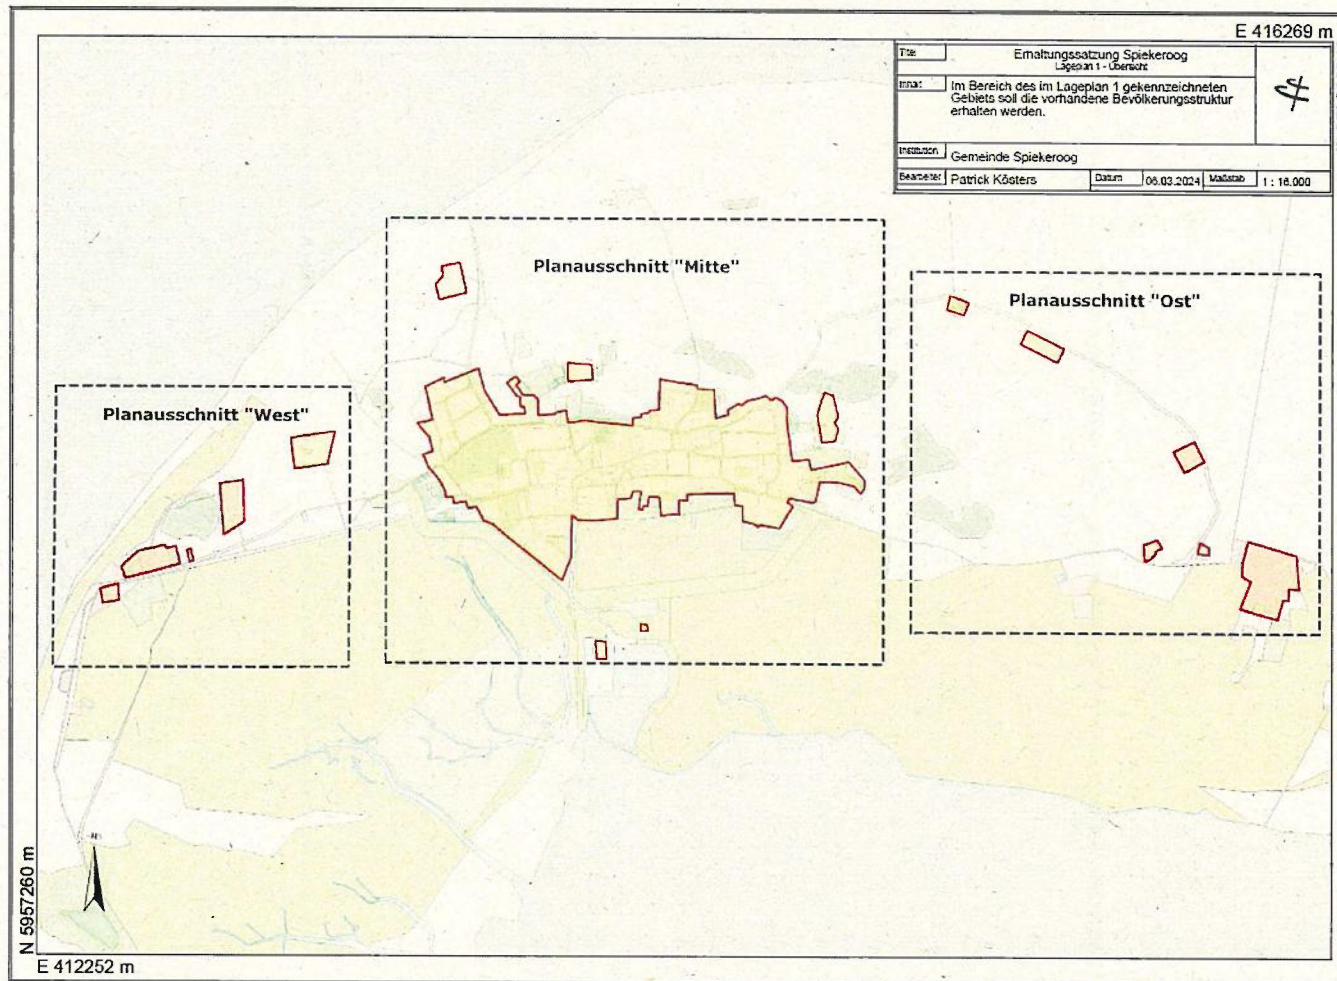 E 416269 m
Titel: Erhaltungssatzung Spiekeroog
Lageplan 1 - Übersicht
Inhalt: Im Bereich des im Lageplan 1 gekennzeichneten
Gebiets soll die vorhandene Bevölkerungsstruktur
erhalten werden.
Institution Gemeinde Spiekeroog
Bearbeiter Patrick Kösters Datum 06.03.2024 Maßstab 1 : 16.000
Planausschnitt "Mitte"
Planausschnitt "Ost"
Planausschnitt "West"
N 5957260 m
E 412252 m